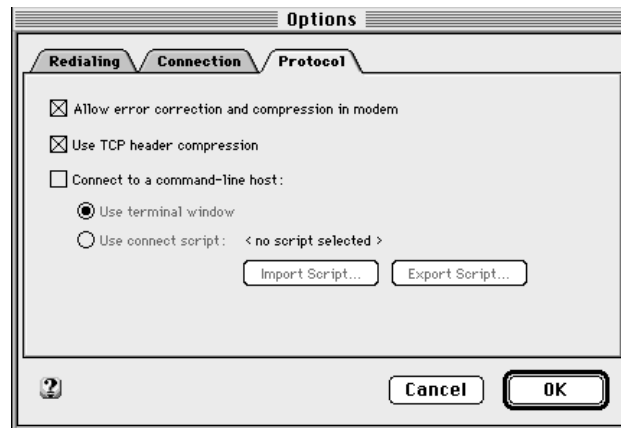 Options
Redialing Connection Protocol
Allow error correction and compression in modem
Use TCP header compression
Connect to a command-line host:
Use terminal window
Use connect script: < no script selected >
Import Script... Export Script...
? Cancel OK